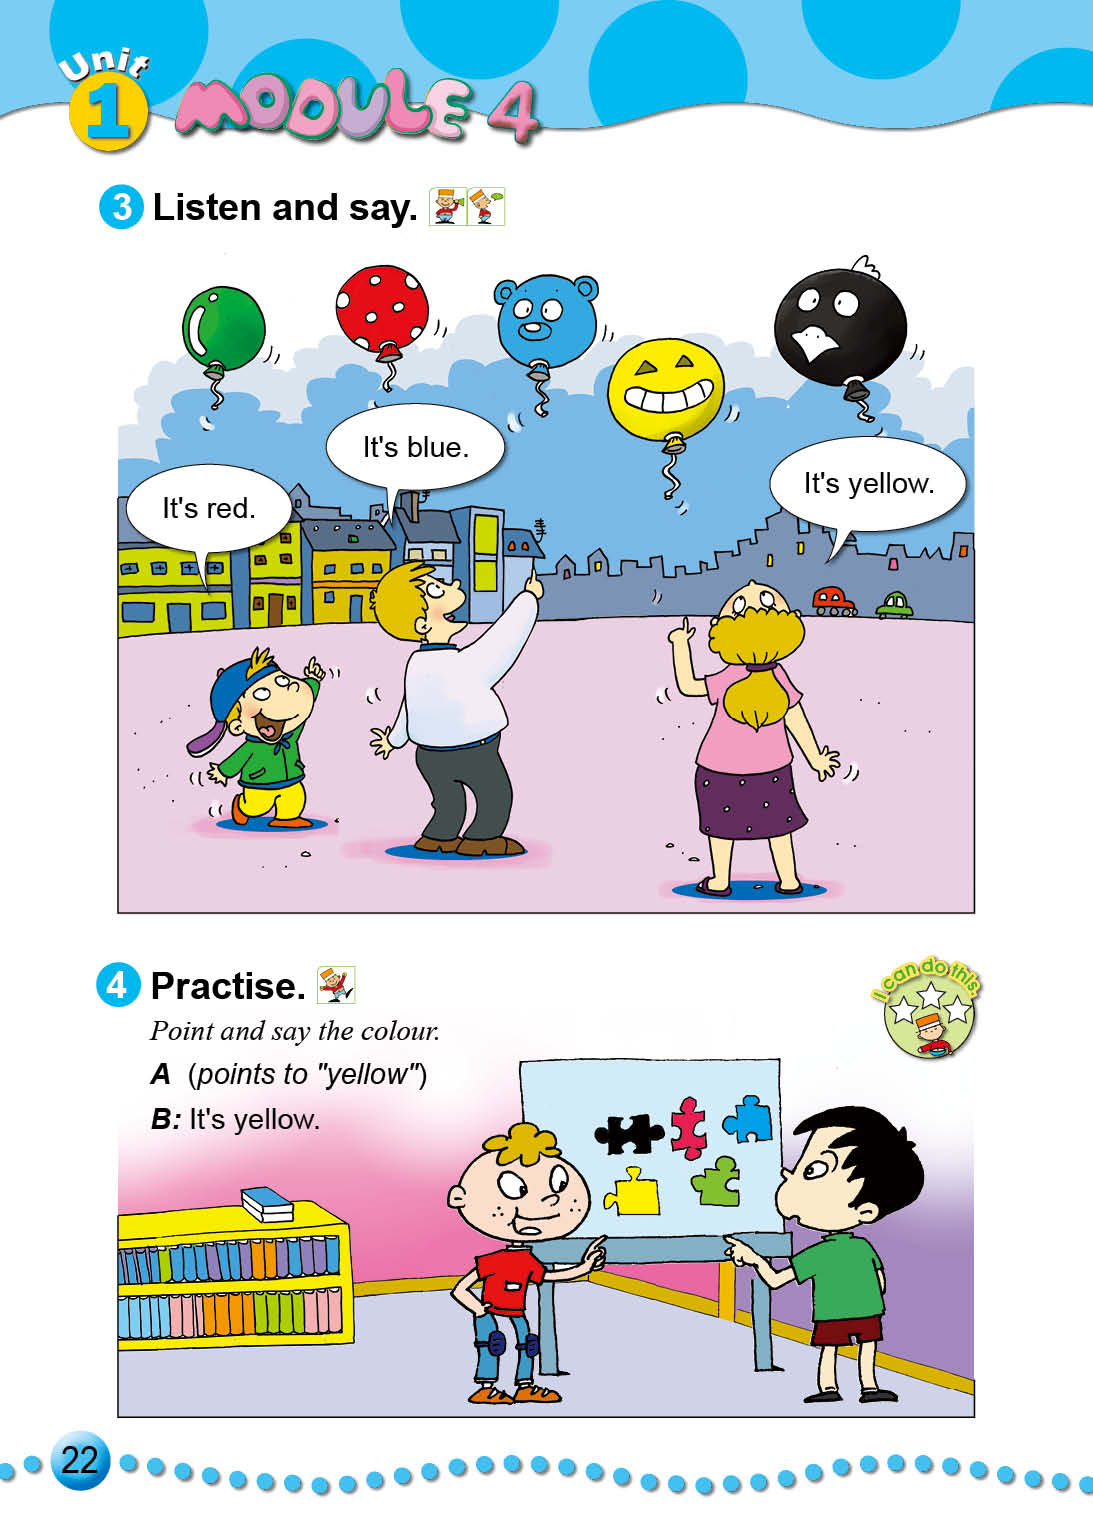 Unit
1 MODULE 4
3 Listen and say.
It's blue.
It's yellow.
It's red.
4 Practise.
I can do this.
Point and say the colour.
A (points to "yellow")
B: It's yellow.
22